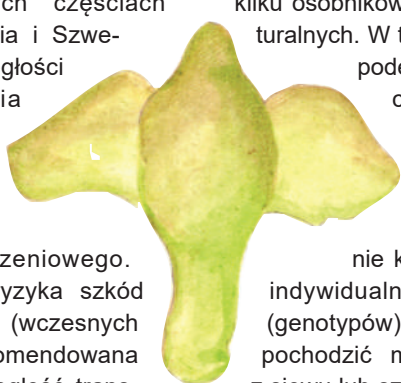 ch częściach
ia i Szwe-
głości
ia
zeniowego.
yzyka szkód
(wczesnych
omendowana
kilku osobników
turalnych. W t
pode
nie k
indywidualn
(genotypów)
pochodzić m